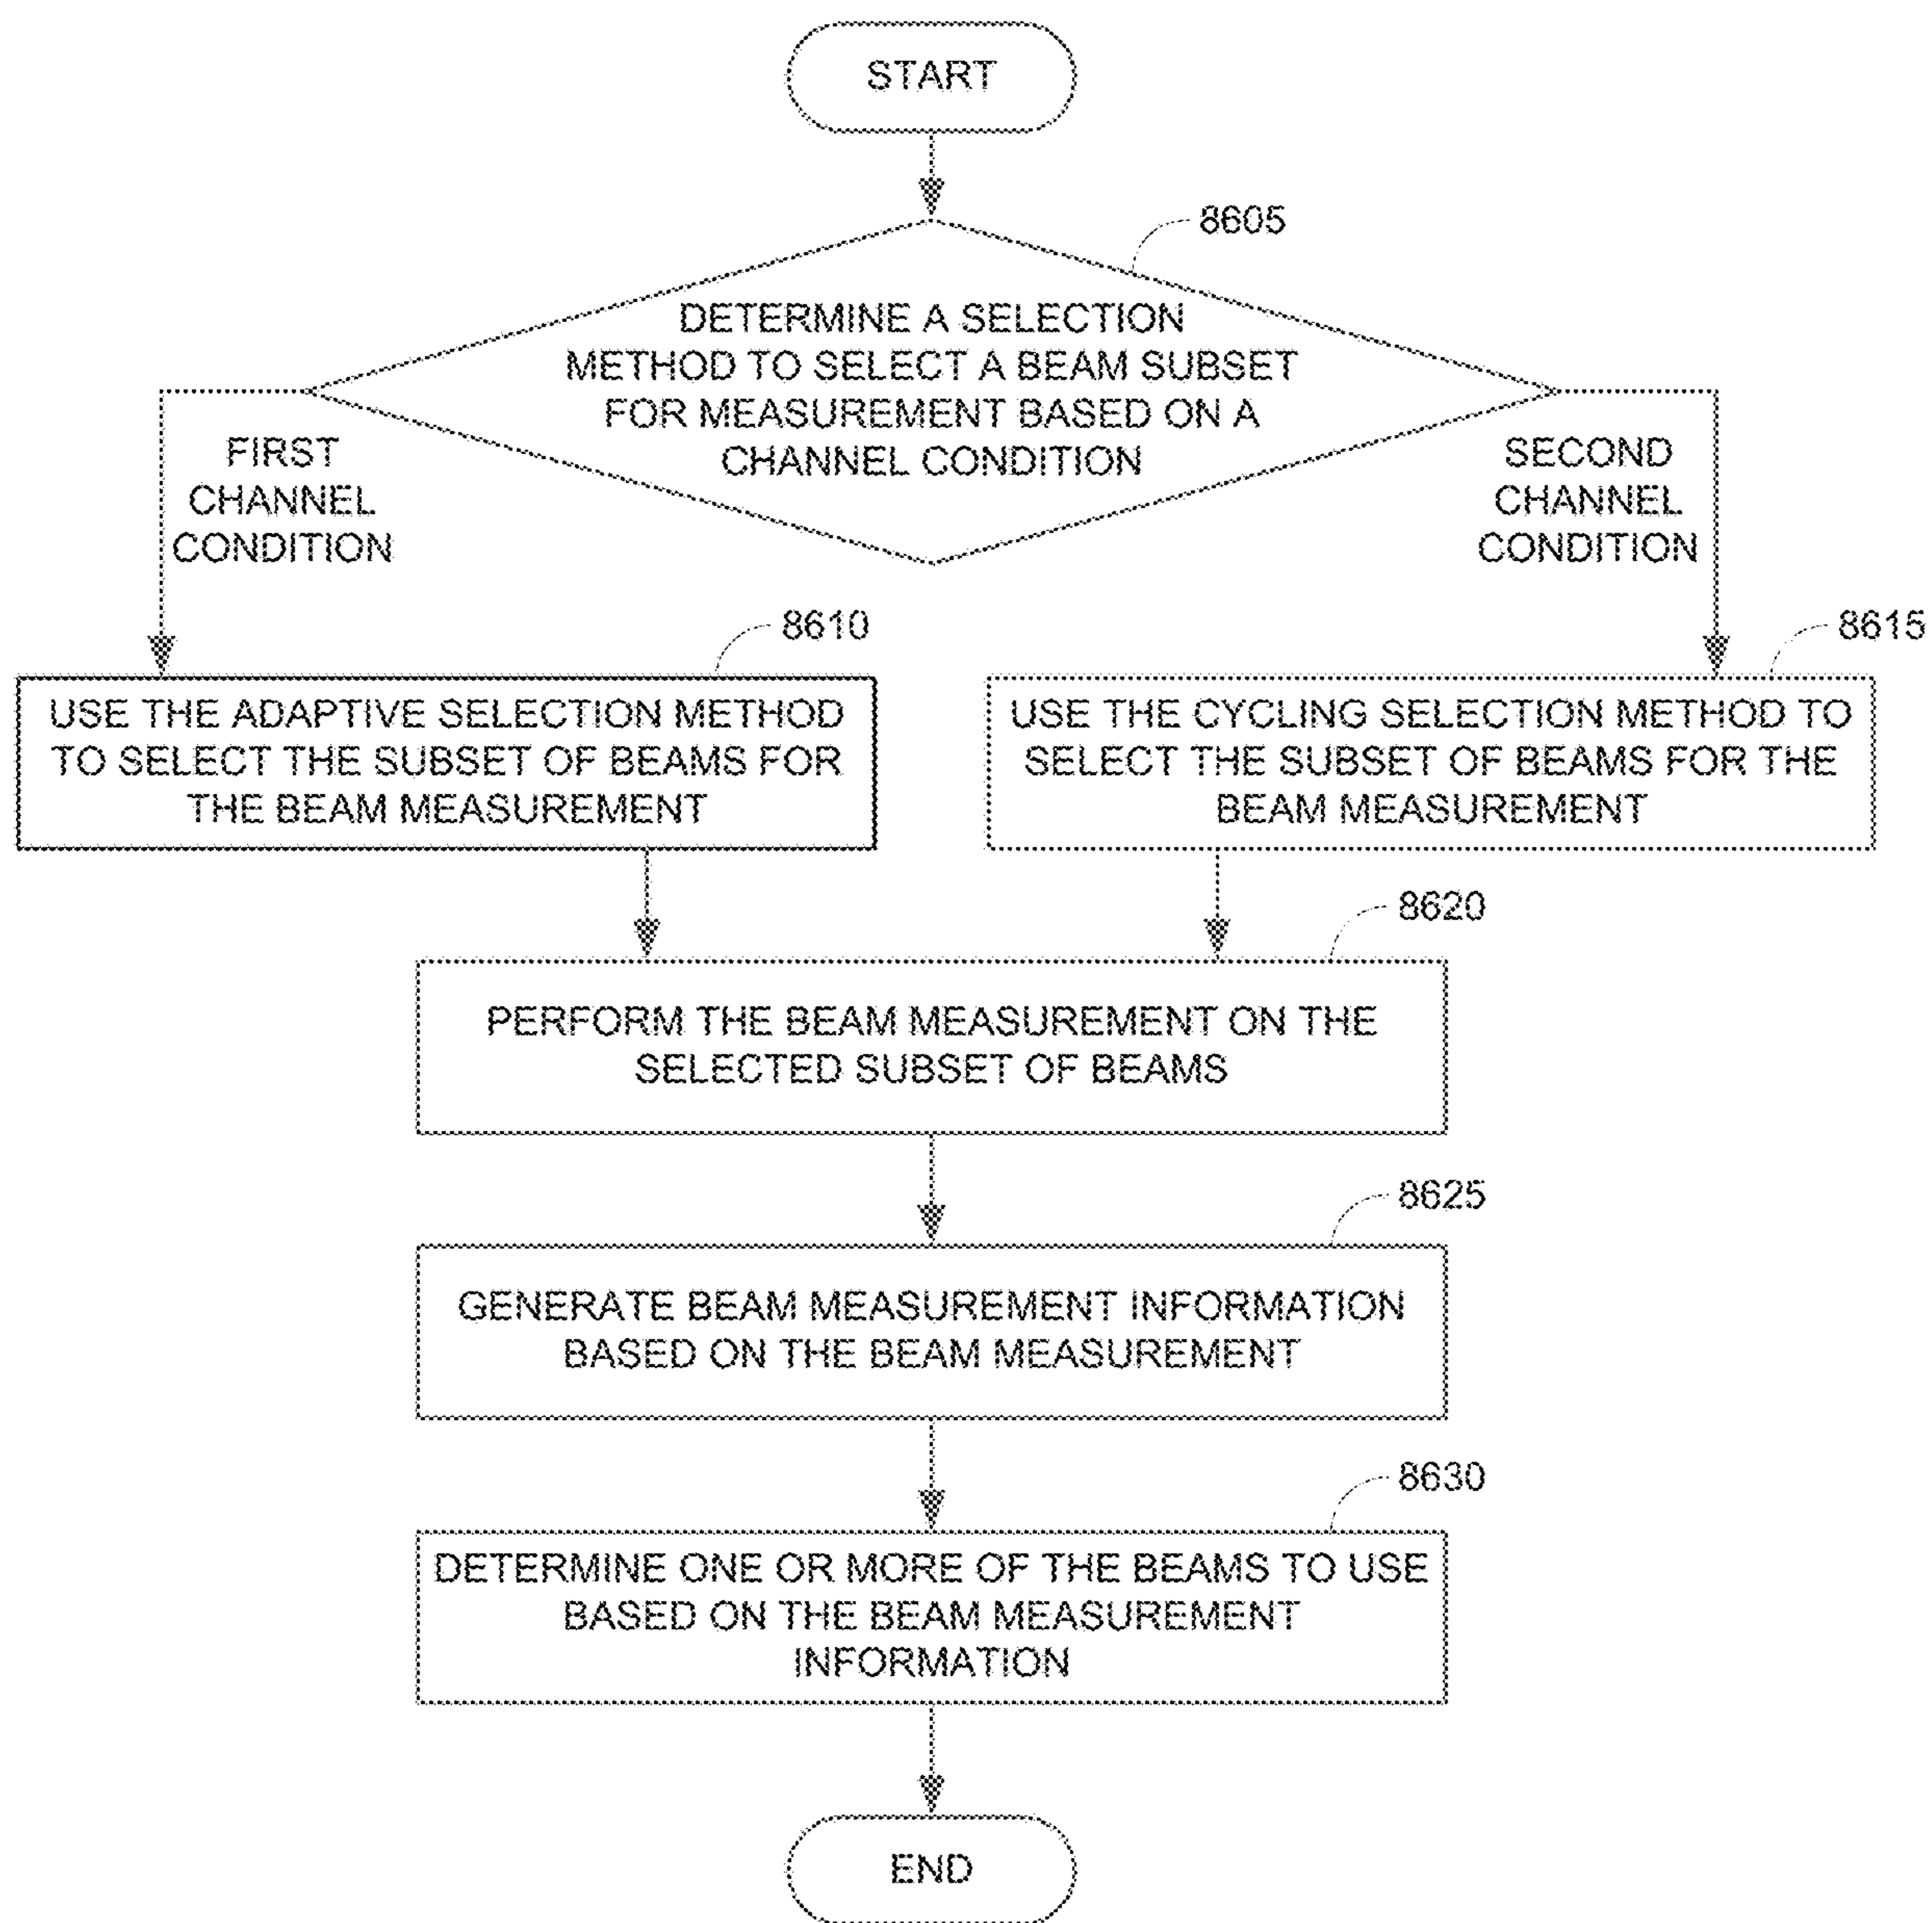 START
8605
DETERMINE A SELECTION
METHOD TO SELECT A BEAM SUBSET
FOR MEASUREMENT BASED ON A
CHANNEL CONDITION
FIRST
CHANNEL
CONDITION
SECOND
CHANNEL
CONDITION
8610
USE THE ADAPTIVE SELECTION METHOD
TO SELECT THE SUBSET OF BEAMS FOR
THE BEAM MEASUREMENT
8615
USE THE CYCLING SELECTION METHOD TO
SELECT THE SUBSET OF BEAMS FOR THE
BEAM MEASUREMENT
8620
PERFORM THE BEAM MEASUREMENT ON THE
SELECTED SUBSET OF BEAMS
8625
GENERATE BEAM MEASUREMENT INFORMATION
BASED ON THE BEAM MEASUREMENT
8630
DETERMINE ONE OR MORE OF THE BEAMS TO USE
BASED ON THE BEAM MEASUREMENT
INFORMATION
END